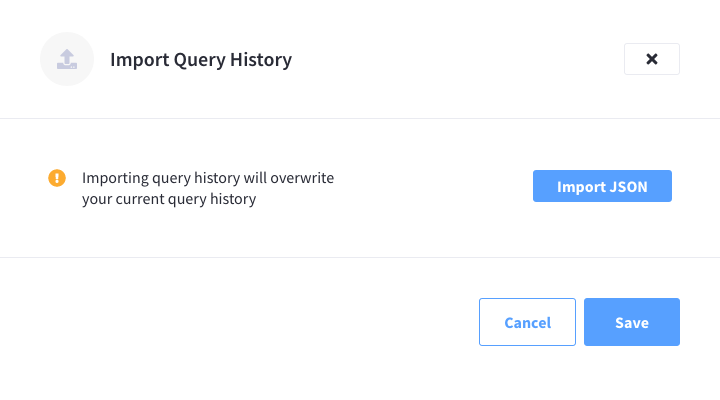 Import Query History
Importing query history will overwrite
your current query history
Import JSON
Cancel
Save